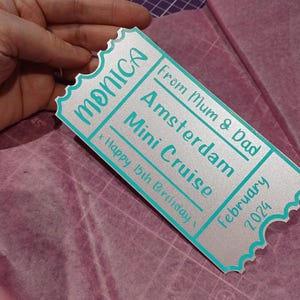 MONICA
From Mum & Dad
Amsterdam
Mini Cruise
Happy 15th Birthday
February
2024